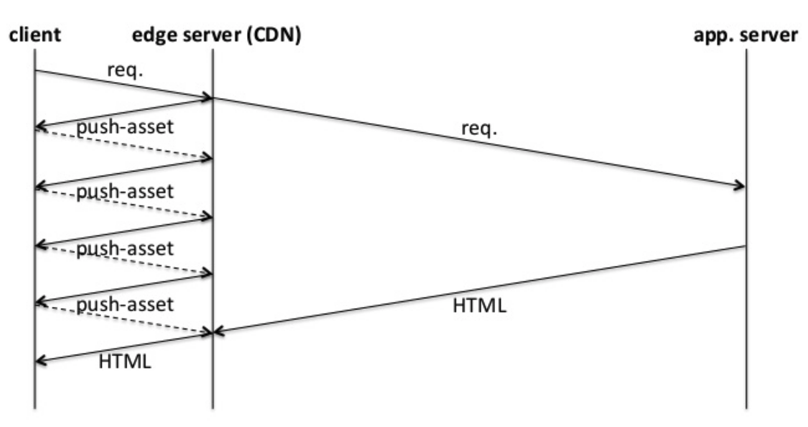 client
edge server (CDN)
app. server
req.
push-asset
req.
push-asset
push-asset
push-asset
HTML
HTML